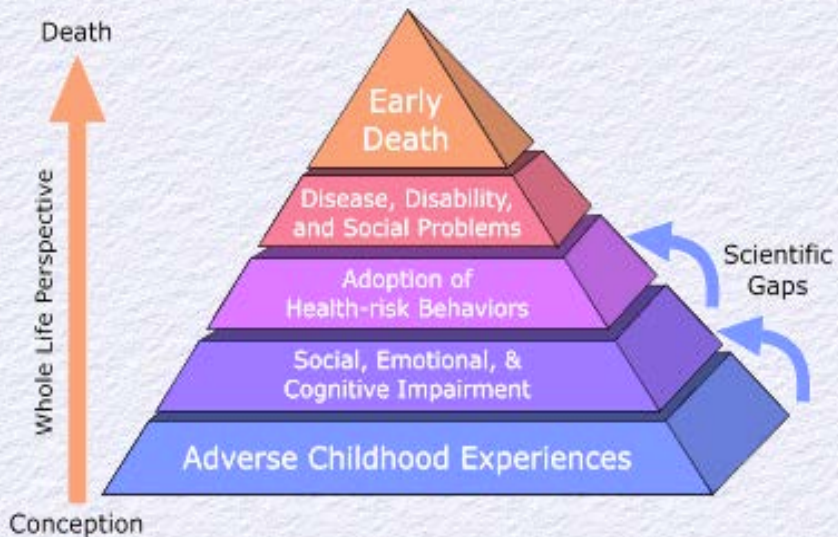 Death
Whole Life Perspective
Conception
Early
Death
Disease, Disability,
and Social Problems
Adoption of
Health-risk Behaviors
Social, Emotional, &
Cognitive Impairment
Adverse Childhood Experiences
Scientific
Gaps